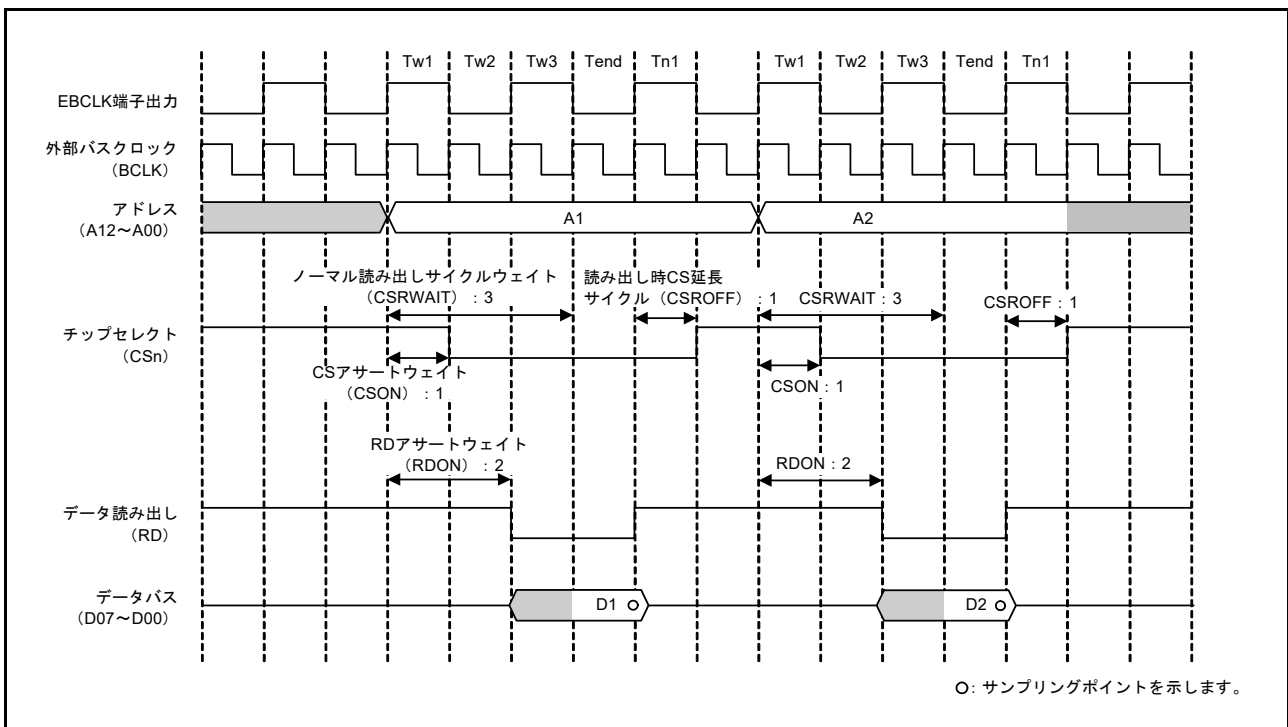 Tw1 Tw2 Tw3 Tend Tn1 Tw1 Tw2 Tw3 Tend Tn1
EBCLK端子出力
外部バスクロック
（BCLK）
アドレス
（A12～A00）
A1
A2
ノーマル読み出しサイクルウェイト
（CSRWAIT）：3
読み出し時CS延長
サイクル（CSROFF）：1
CSRWAIT：3
CSROFF：1
チップセレクト
（CSn）
CSアサートウェイト
（CSON）：1
CSON：1
RDアサートウェイト
（RDON）：2
RDON：2
データ読み出し
（RD）
データバス
（D07～D00）
D1
D2
O: サンプリングポイントを示します。